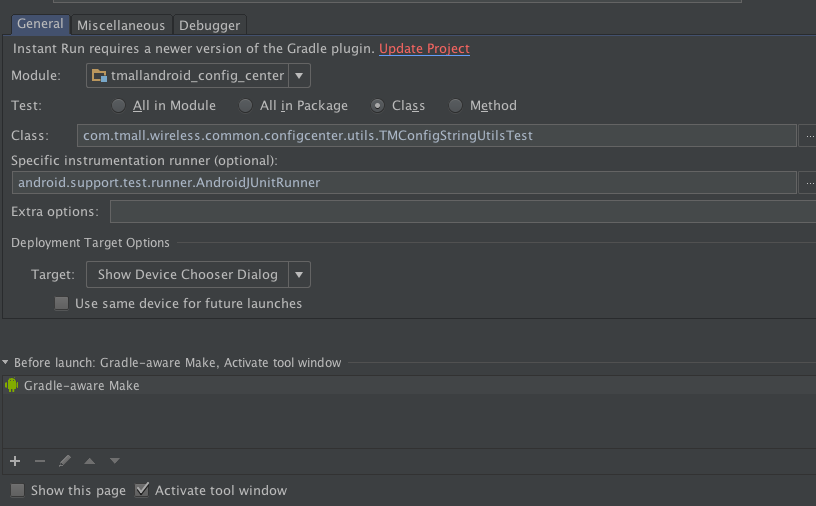 General Miscellaneous Debugger
Instant Run requires a newer version of the Gradle plugin. Update Project
Module: tmallandroid_config_center
Test: All in Module All in Package Class Method
Class: com.tmall.wireless.common.configcenter.utils.TMConfigStringUtilsTest ...
Specific instrumentation runner (optional):
android.support.test.runner.AndroidJUnitRunner ...
Extra options:
Deployment Target Options
Target: Show Device Chooser Dialog
Use same device for future launches
Before launch: Gradle-aware Make, Activate tool window
Gradle-aware Make
Show this page Activate tool window